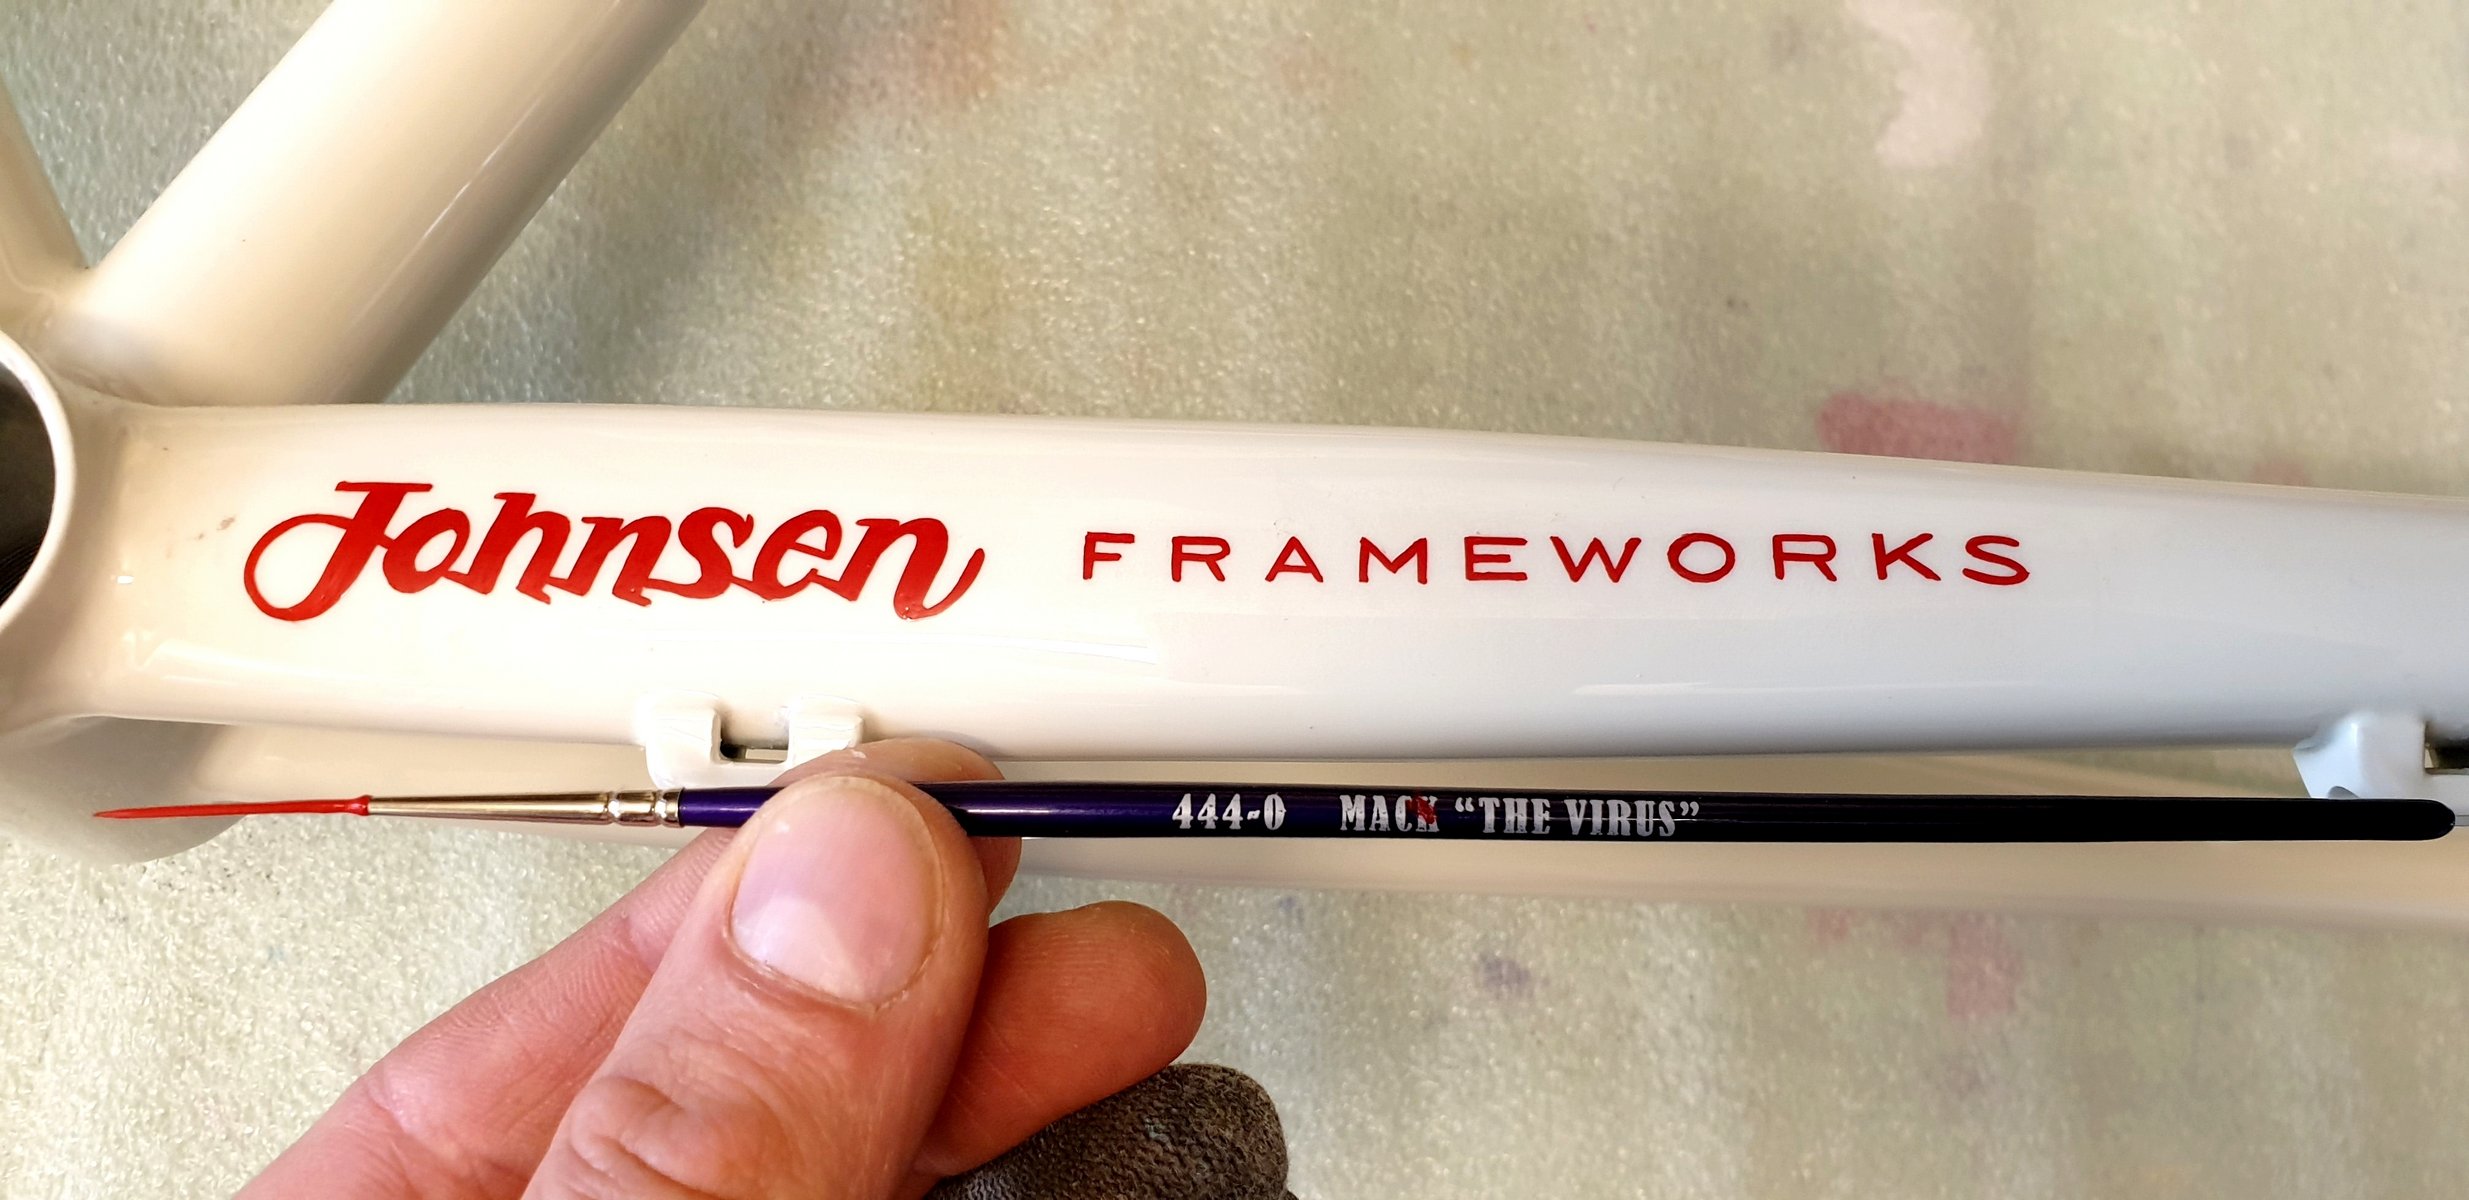 Johnsen FRAMEWORKS
444-0 MACK “THE VIRUS”